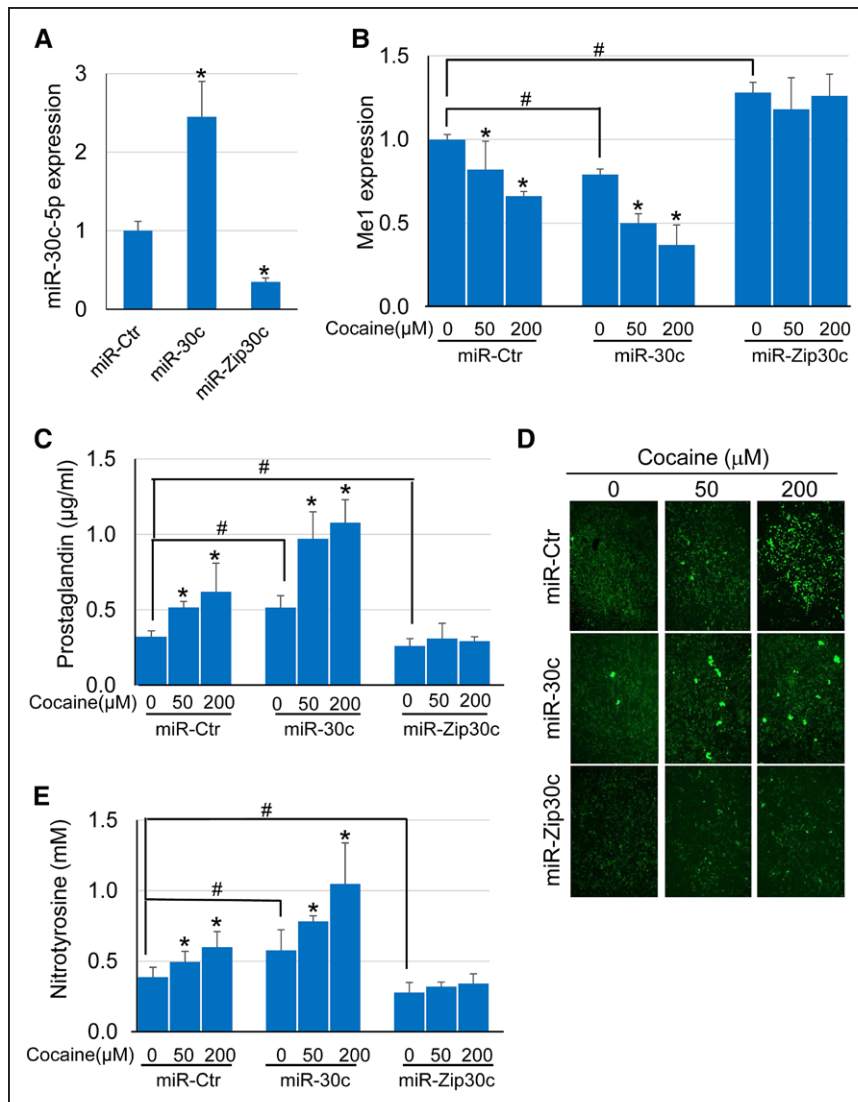 A
miR-30c-5p expression
3
2
1
0
*
*
miR-Ctr
miR-30c
miR-Zip30c
B
Me1 expression
1.0
0.5
0.0
#
#
* * * *
Cocaine(µM) 0 50 200 0 50 200 0 50 200
miR-Ctr miR-30c miR-Zip30c
C
Prostaglandin (µg/ml)
1.5
1.0
0.5
0.0
#
#
* * * *
Cocaine(µM) 0 50 200 0 50 200 0 50 200
miR-Ctr miR-30c miR-Zip30c
D
Cocaine (µM)
0 50 200
miR-Ctr
miR-30c
miR-Zip30c
E
Nitrotyrosine (mM)
1.5
1.0
0.5
0.0
#
#
* * * *
Cocaine(µM) 0 50 200 0 50 200 0 50 200
miR-Ctr miR-30c miR-Zip30c